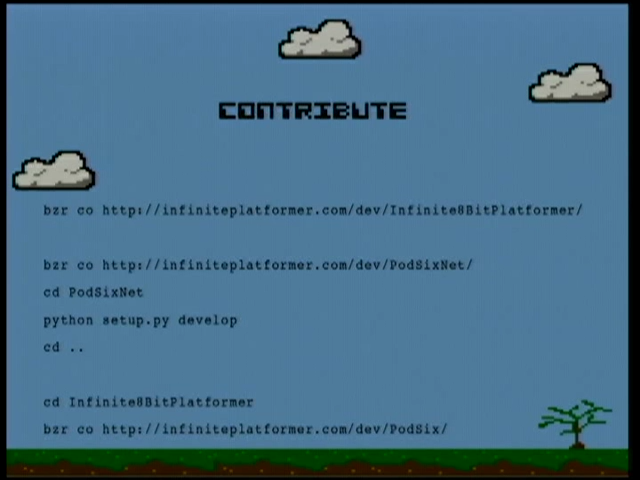 CONTRIBUTE
bzr co http://infiniteplatformer.com/dev/Infinite8BitPlatformer/
bzr co http://infiniteplatformer.com/dev/PodSixNet/
cd PodSixNet
python setup.py develop
cd ..
cd Infinite8BitPlatformer
bzr co http://infiniteplatformer.com/dev/PodSix/